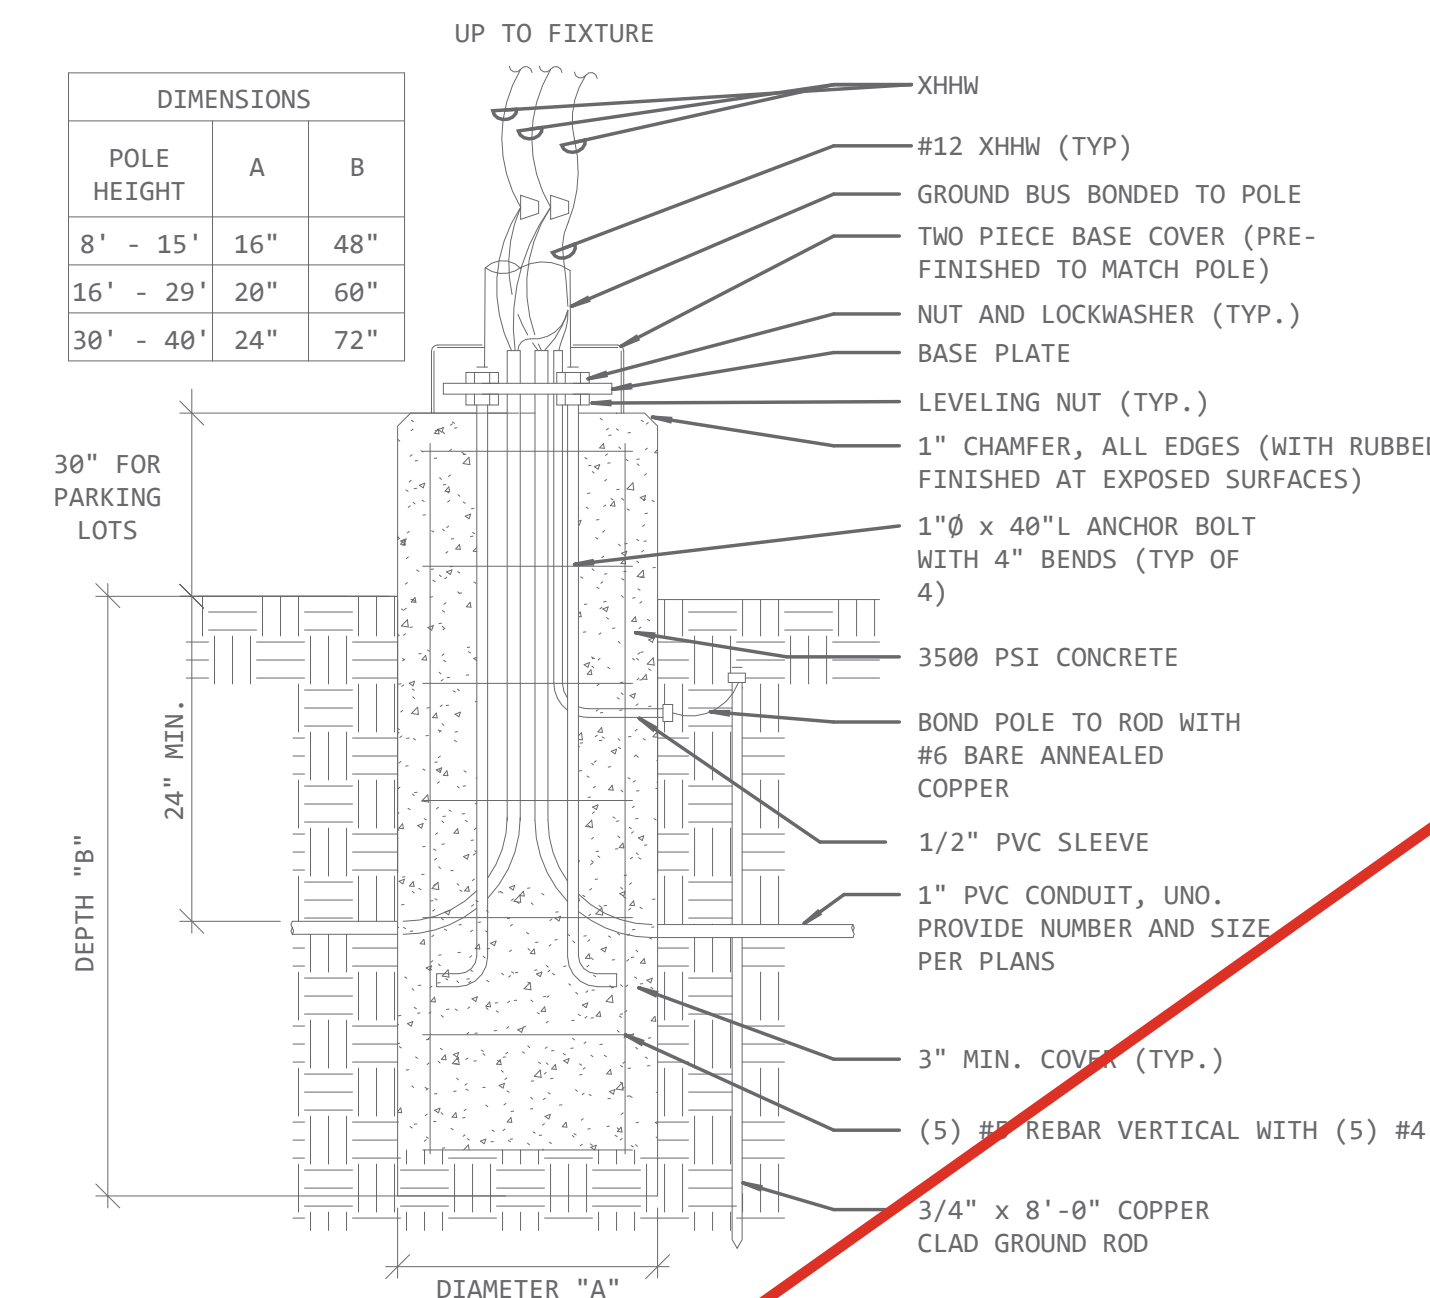 UP TO FIXTURE
DIMENSIONS
POLE HEIGHT A B
8' - 15' 16" 48"
16' - 29' 20" 60"
30' - 40' 24" 72"
30" FOR
PARKING
LOTS
24" MIN.
DEPTH "B"
DIAMETER "A"
XHHW
#12 XHHW (TYP)
GROUND BUS BONDED TO POLE
TWO PIECE BASE COVER (PRE-
FINISHED TO MATCH POLE)
NUT AND LOCKWASHER (TYP.)
BASE PLATE
LEVELING NUT (TYP.)
1" CHAMFER, ALL EDGES (WITH RUBBED
FINISHED AT EXPOSED SURFACES)
1"Ø x 40"L ANCHOR BOLT
WITH 4" BENDS (TYP OF
4)
3500 PSI CONCRETE
BOND POLE TO ROD WITH
#6 BARE ANNEALED
COPPER
1/2" PVC SLEEVE
1" PVC CONDUIT, UNO.
PROVIDE NUMBER AND SIZE
PER PLANS
3" MIN. COVER (TYP.)
(5) #5 REBAR VERTICAL WITH (5) #4
3/4" x 8'-0" COPPER
CLAD GROUND ROD